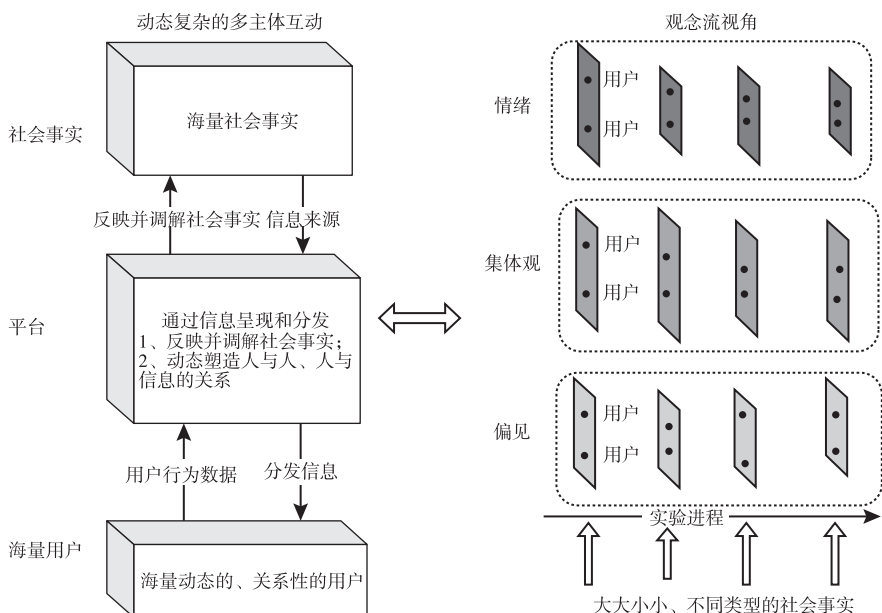 动态复杂的多主体互动
社会事实
海量社会事实
反映并调解社会事实
信息来源
平台
通过信息呈现和分发
1、反映并调解社会事实；
2、动态塑造人与人、人与
信息的关系
用户行为数据
分发信息
海量用户
海量动态的、关系性的用户
观念流视角
情绪
用户
用户
集体观
用户
用户
偏见
用户
用户
实验进程
大大小小、不同类型的社会事实